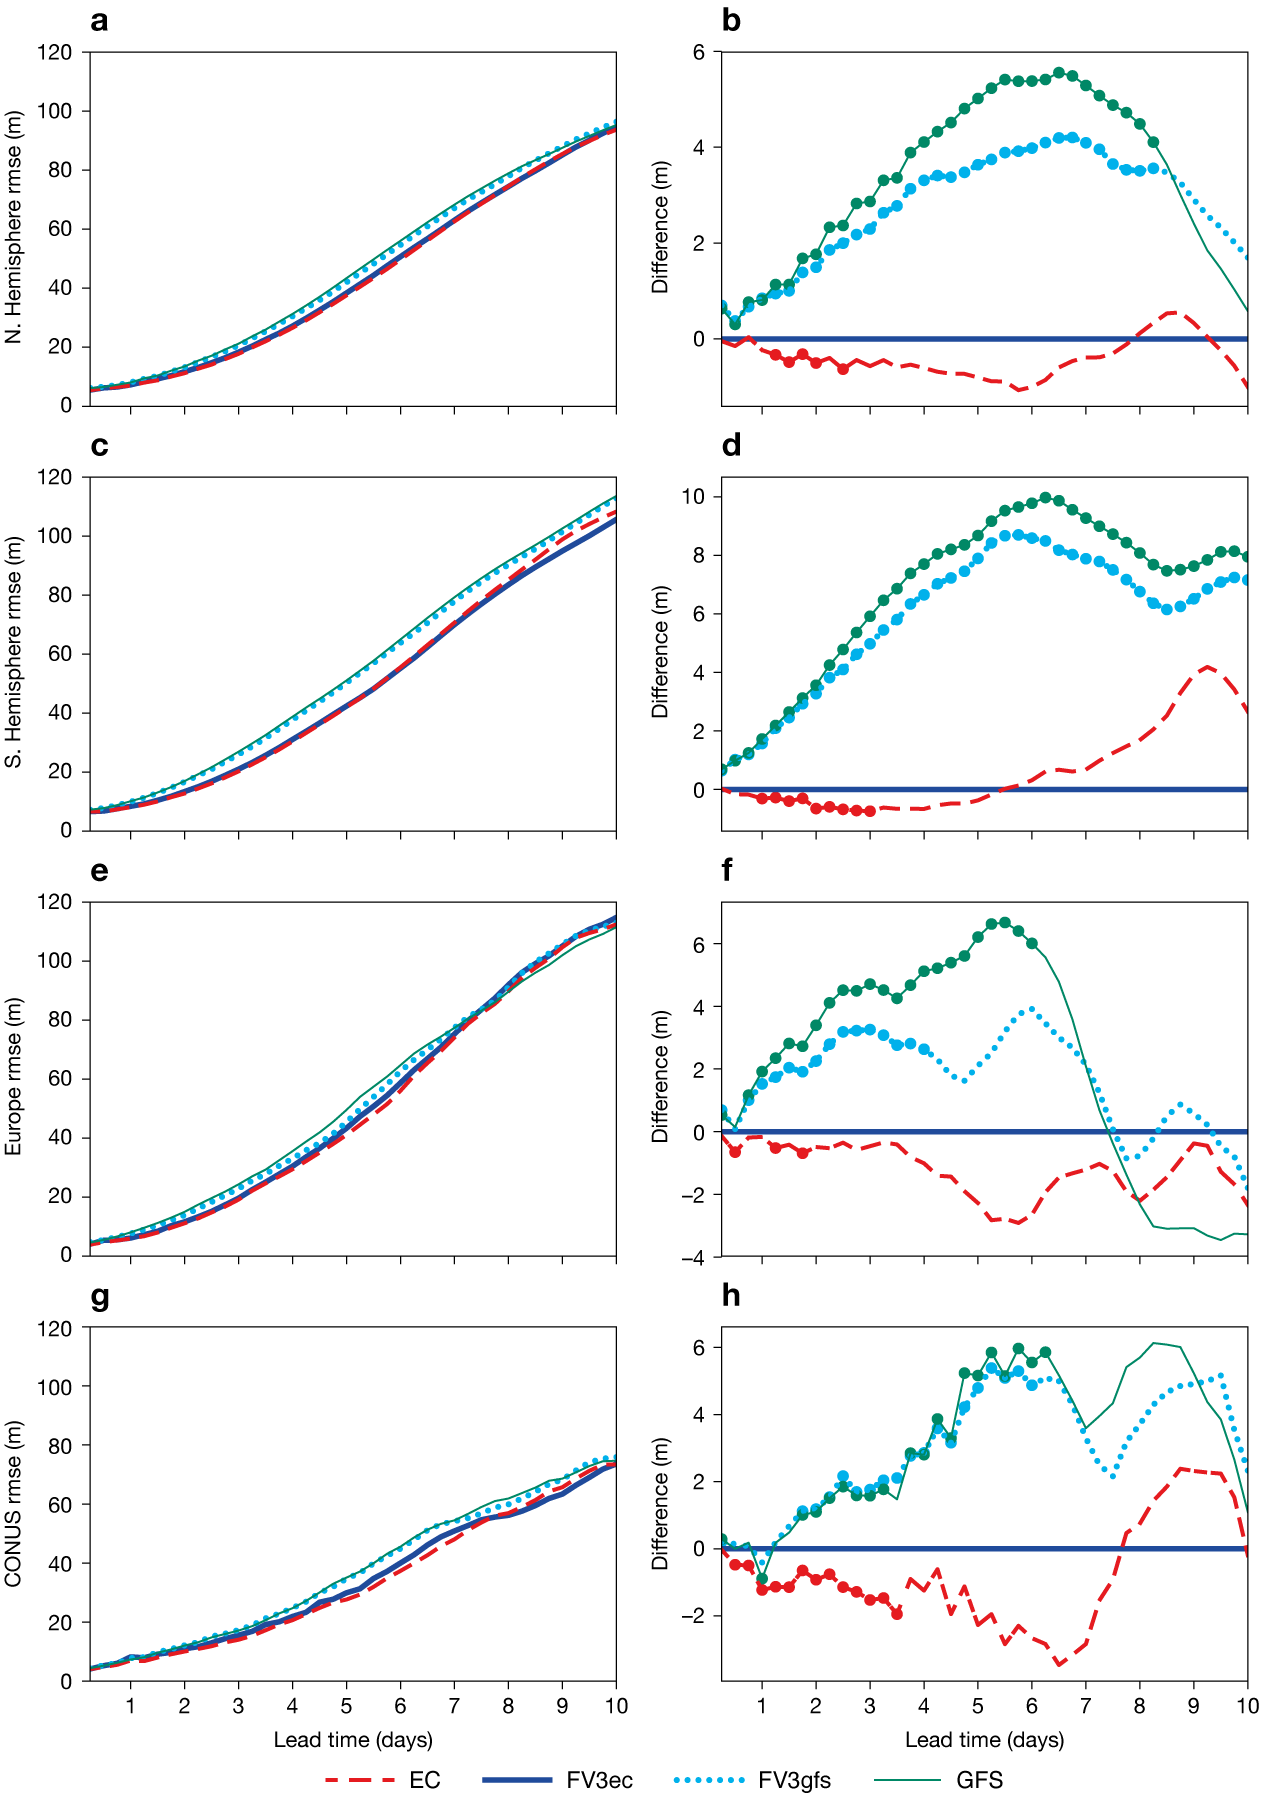 a
b
120
100
80
60
40
20
0
N. Hemisphere rmse (m)
6
4
2
0
Difference (m)
c
d
120
100
80
60
40
20
0
S. Hemisphere rmse (m)
10
8
6
4
2
0
Difference (m)
e
f
120
100
80
60
40
20
0
Europe rmse (m)
6
4
2
0
−2
−4
Difference (m)
g
h
120
100
80
60
40
20
0
CONUS rmse (m)
6
4
2
0
−2
Difference (m)
1 2 3 4 5 6 7 8 9 10
1 2 3 4 5 6 7 8 9 10
Lead time (days)
Lead time (days)
EC FV3ec FV3gfs GFS